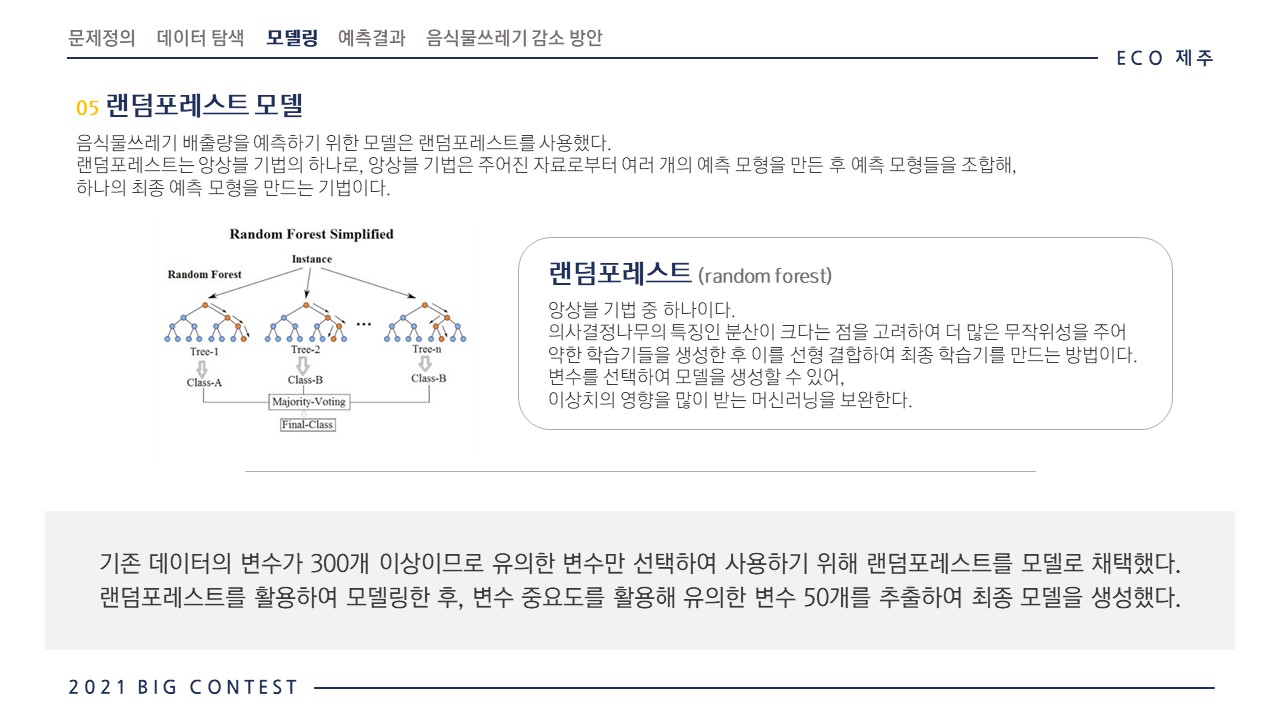 문제정의 데이터 탐색 모델링 예측결과 음식물쓰레기 감소 방안
ECO 제주
05 랜덤포레스트 모델
음식물쓰레기 배출량을 예측하기 위한 모델은 랜덤포레스트를 사용했다.
랜덤포레스트는 앙상블 기법의 하나로, 앙상블 기법은 주어진 자료로부터 여러 개의 예측 모형을 만든 후 예측 모형들을 조합해,
하나의 최종 예측 모형을 만드는 기법이다.
Random Forest Simplified
Instance
Random Forest
Tree-1 Tree-2 ... Tree-n
Class-A Class-B Class-B
Majority-Voting
Final-Class
랜덤포레스트 (random forest)
앙상블 기법 중 하나이다.
의사결정나무의 특징인 분산이 크다는 점을 고려하여 더 많은 무작위성을 주어
약한 학습기들을 생성한 후 이를 선형 결합하여 최종 학습기를 만드는 방법이다.
변수를 선택하여 모델을 생성할 수 있어,
이상치의 영향을 많이 받는 머신러닝을 보완한다.
기존 데이터의 변수가 300개 이상이므로 유의한 변수만 선택하여 사용하기 위해 랜덤포레스트를 모델로 채택했다.
랜덤포레스트를 활용하여 모델링한 후, 변수 중요도를 활용해 유의한 변수 50개를 추출하여 최종 모델을 생성했다.
2021 BIG CONTEST